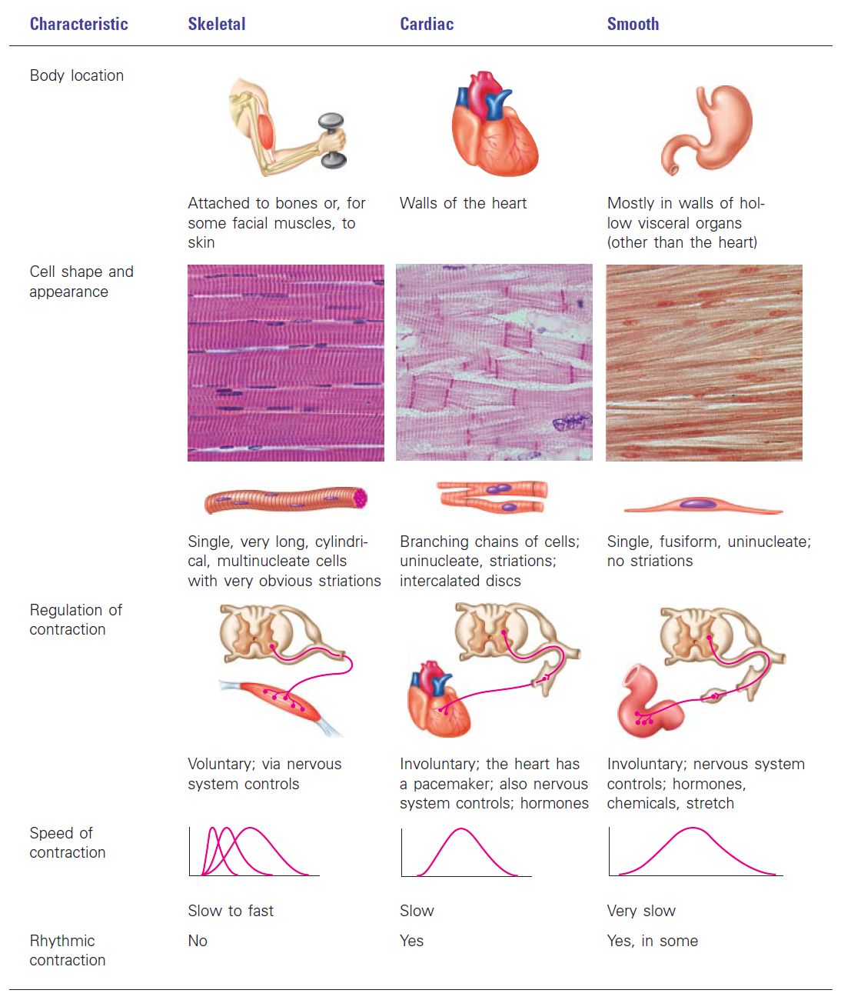 Characteristic Skeletal Cardiac Smooth
Body location
Attached to bones or, for
some facial muscles, to
skin
Walls of the heart
Mostly in walls of hol-
low visceral organs
(other than the heart)
Cell shape and
appearance
Single, very long, cylindri-
cal, multinucleate cells
with very obvious striations
Branching chains of cells;
uninucleate, striations;
intercalated discs
Single, fusiform, uninucleate;
no striations
Regulation of
contraction
Voluntary; via nervous
system controls
Involuntary; the heart has
a pacemaker; also nervous
system controls; hormones
Involuntary; nervous system
controls; hormones,
chemicals, stretch
Speed of
contraction
Slow to fast
Slow
Very slow
Rhythmic
contraction
No
Yes
Yes, in some